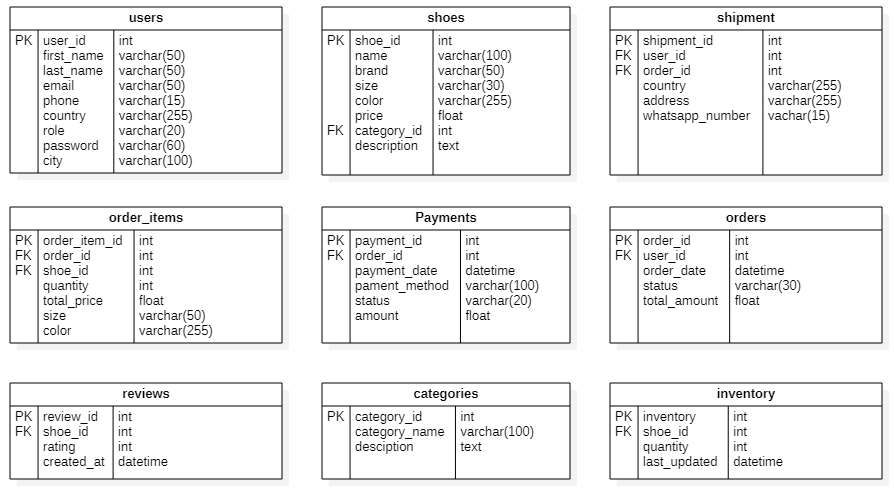 users
PK user_id int
first_name varchar(50)
last_name varchar(50)
email varchar(50)
phone varchar(15)
country varchar(255)
role varchar(20)
password varchar(60)
city varchar(100)
shoes
PK shoe_id int
name varchar(100)
brand varchar(50)
size varchar(30)
color varchar(255)
price float
FK category_id int
description text
shipment
PK shipment_id int
FK user_id int
FK order_id int
country varchar(255)
address varchar(255)
whatsapp_number vachar(15)
order_items
PK order_item_id int
FK order_id int
FK shoe_id int
quantity int
total_price float
size varchar(50)
color varchar(255)
Payments
PK payment_id int
FK order_id int
payment_date datetime
pament_method varchar(100)
status varchar(20)
amount float
orders
PK order_id int
FK user_id int
order_date datetime
status varchar(30)
total_amount float
reviews
PK review_id int
FK shoe_id int
rating int
created_at datetime
categories
PK category_id int
category_name varchar(100)
desciption text
inventory
PK inventory int
FK shoe_id int
quantity int
last_updated datetime